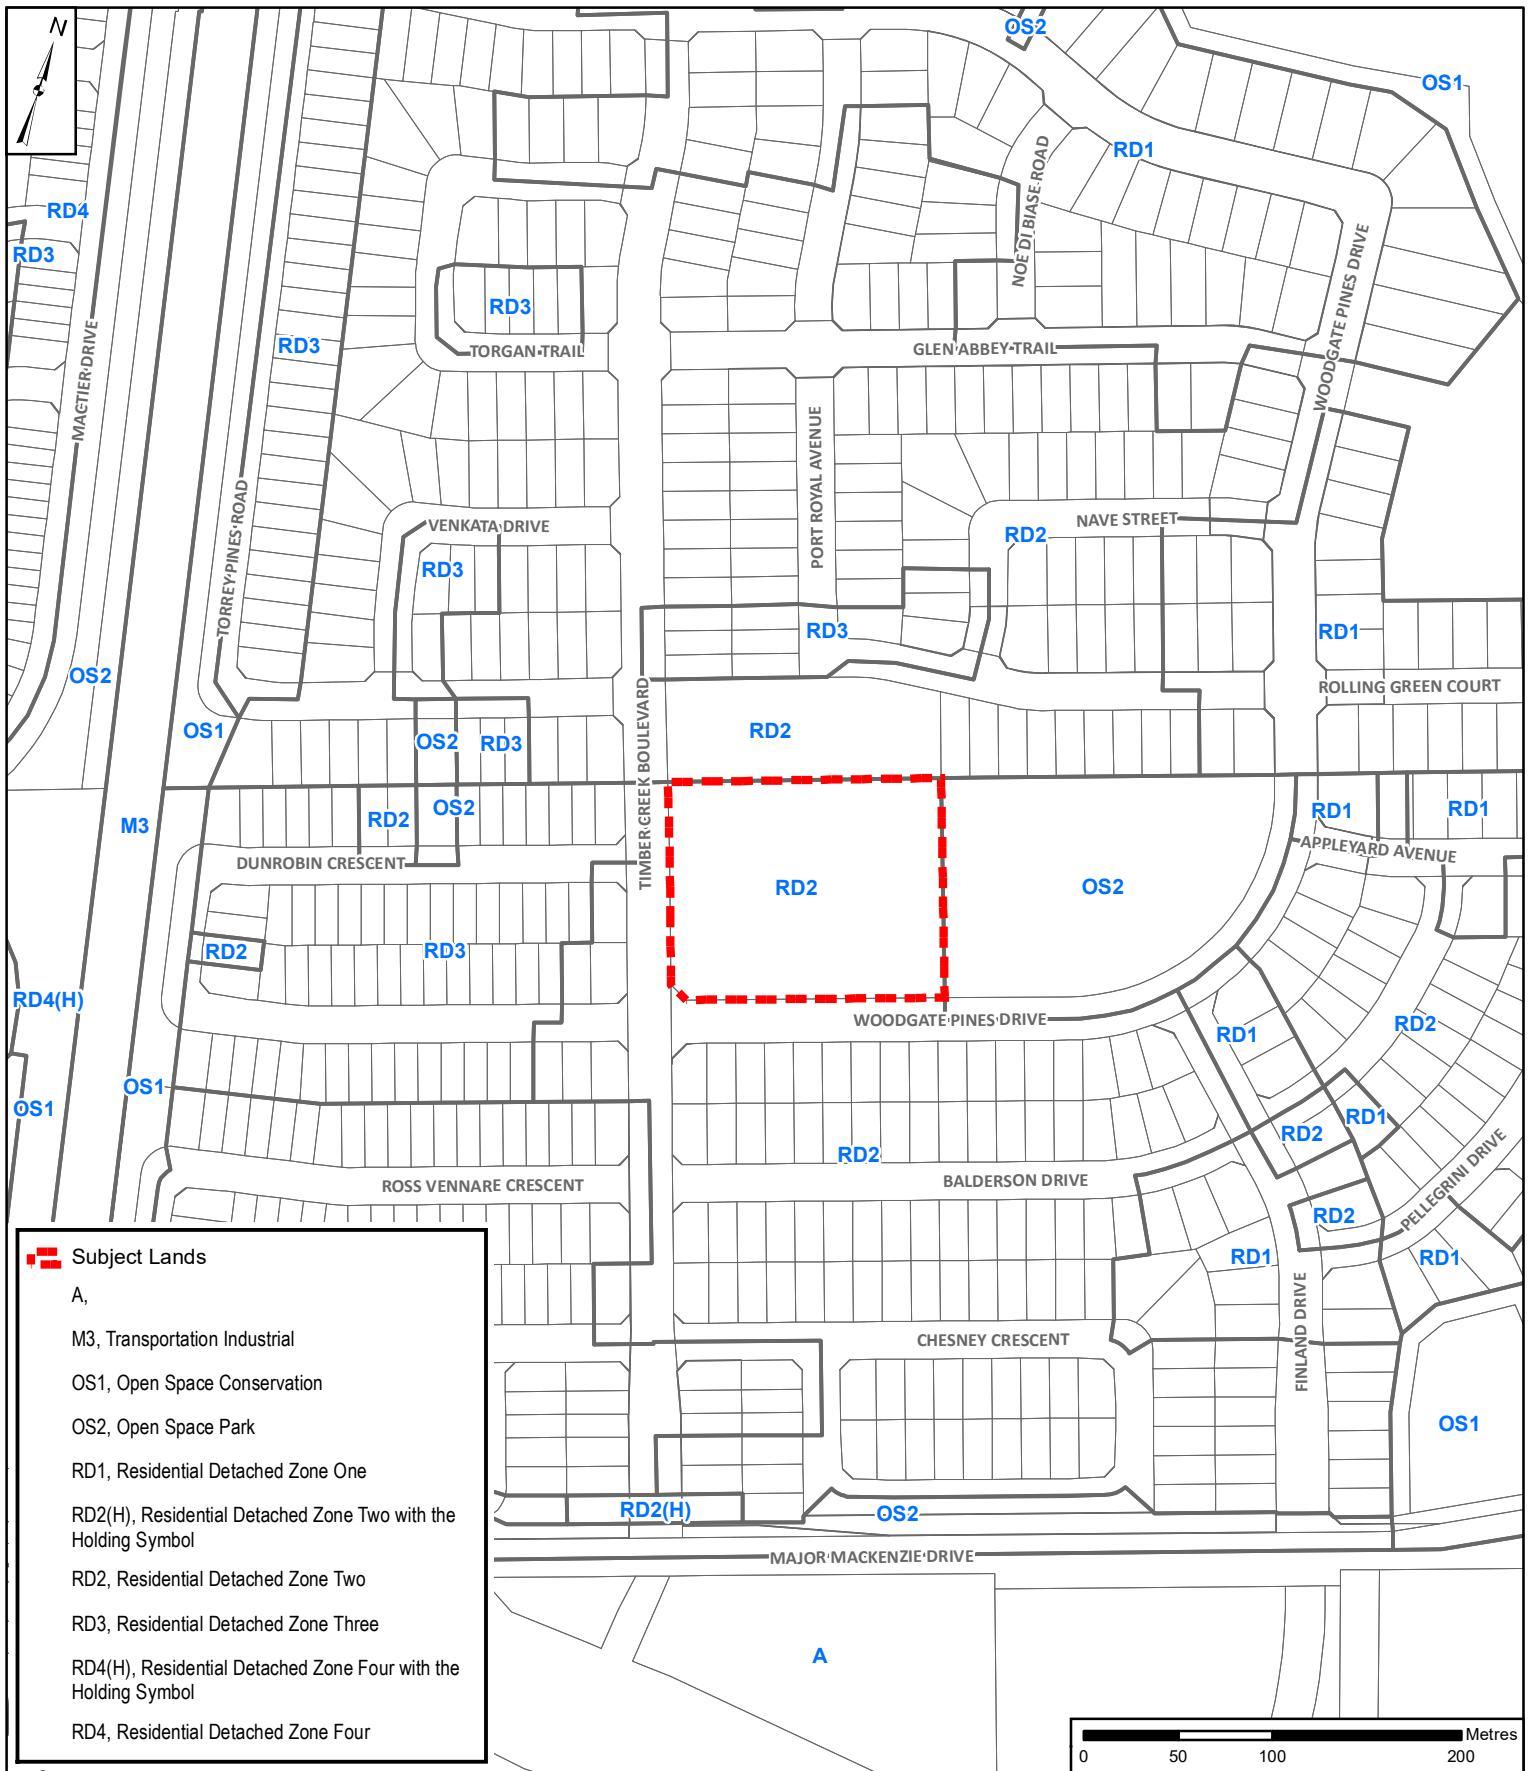 N
OS2
OS1
RD1
NOE DI BIASE ROAD
RD4
RD3
WOODGATE PINES DRIVE
RD3
RD3
TORGAN TRAIL
GLEN ABBEY TRAIL
MACTIER DRIVE
PORT ROYAL AVENUE
TORREY PINES ROAD
VENKATA DRIVE
NAVE STREET
RD2
RD3
RD3
RD1
OS2
ROLLING GREEN COURT
TIMBER CREEK BOULEVARD
OS1
OS2
RD3
RD2
M3
RD2
OS2
RD1
RD1
DUNROBIN CRESCENT
APPLEYARD AVENUE
RD2
OS2
RD2
RD3
RD4(H)
WOODGATE PINES DRIVE
RD2
RD1
OS1
OS1
RD1
RD2
RD2
PELLEGRINI DRIVE
ROSS VENNARE CRESCENT
BALDERSON DRIVE
RD2
RD1
RD1
FINLAND DRIVE
CHESNEY CRESCENT
OS1
RD2(H)
OS2
MAJOR MACKENZIE DRIVE
A
Subject Lands
A,
M3, Transportation Industrial
OS1, Open Space Conservation
OS2, Open Space Park
RD1, Residential Detached Zone One
RD2(H), Residential Detached Zone Two with the
Holding Symbol
RD2, Residential Detached Zone Two
RD3, Residential Detached Zone Three
RD4(H), Residential Detached Zone Four with the
Holding Symbol
RD4, Residential Detached Zone Four
Metres
0 50 100 200